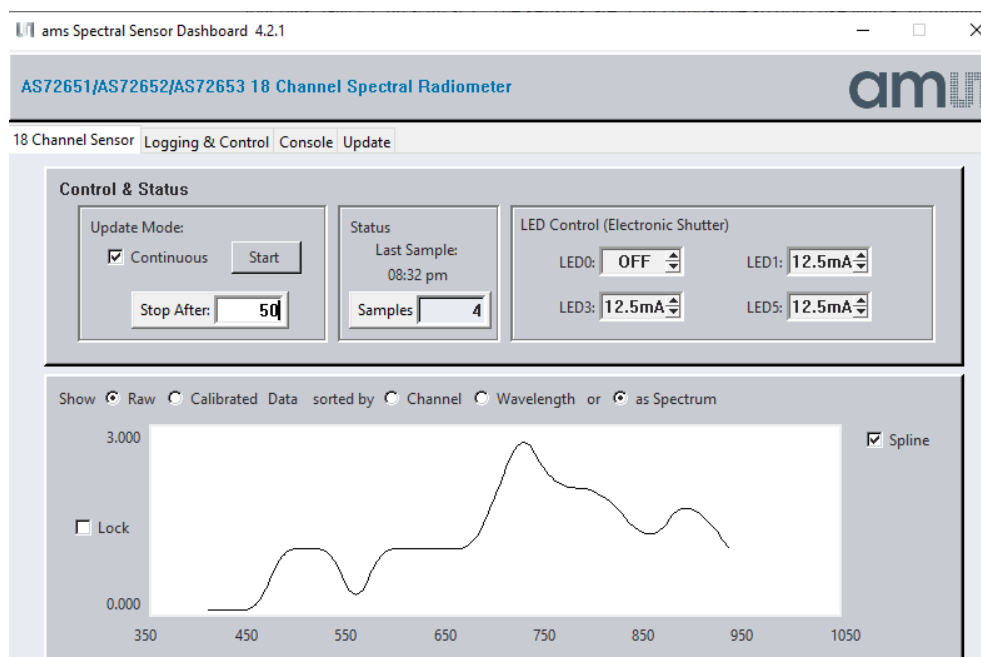 ams Spectral Sensor Dashboard 4.2.1
AS72651/AS72652/AS72653 18 Channel Spectral Radiometer
18 Channel Sensor Logging & Control Console Update
Control & Status
Update Mode:
Continuous Start
Stop After: 50
Status
Last Sample:
08:32 pm
Samples 4
LED Control (Electronic Shutter)
LED0: OFF LED1: 12.5mA
LED3: 12.5mA LED5: 12.5mA
Show Raw Calibrated Data sorted by Channel Wavelength or as Spectrum
3.000
Spline
Lock
0.000
350 450 550 650 750 850 950 1050